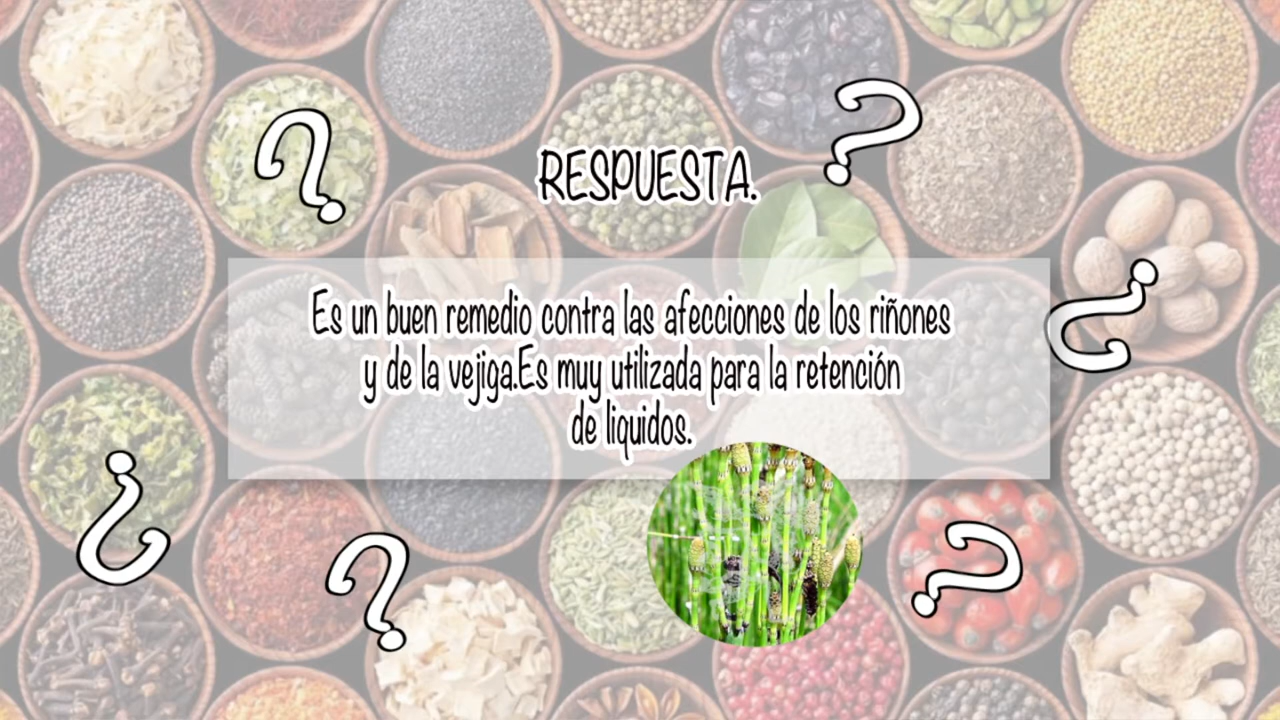 RESPUESTA.
Es un buen remedio contra las afecciones de los riñones
y de la vejiga.Es muy utilizada para la retención
de liquidos.